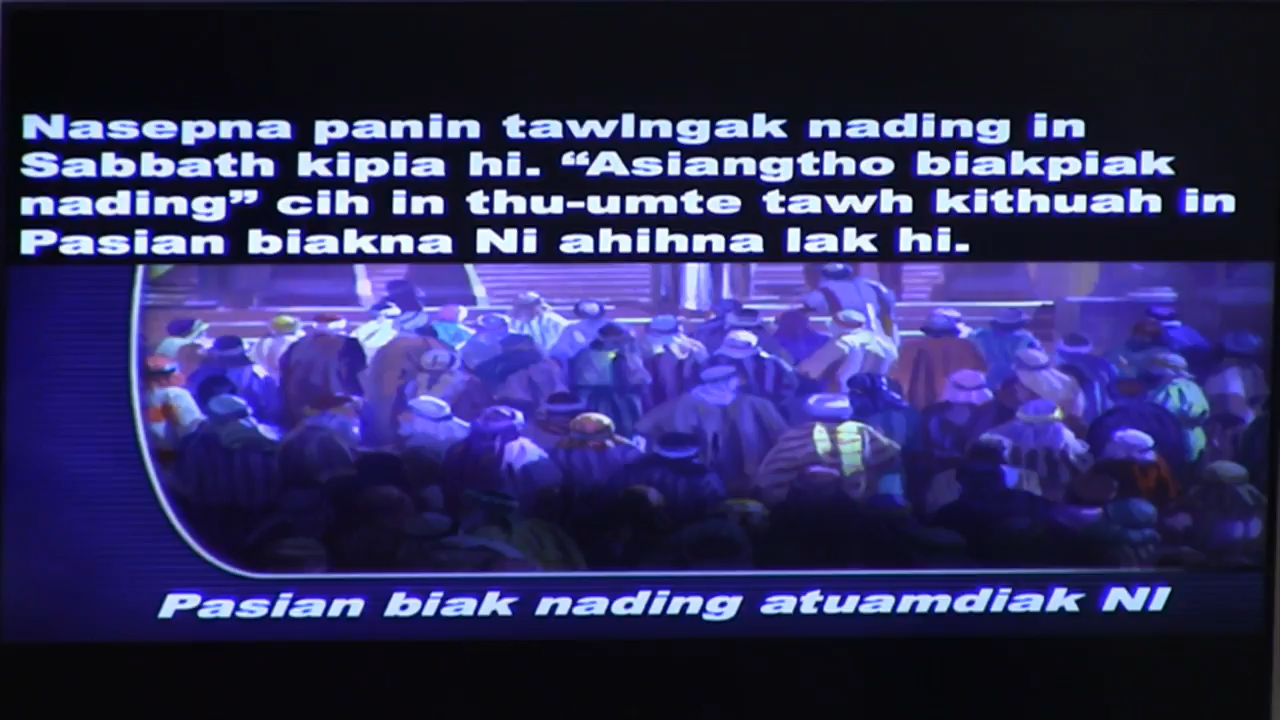 Nasepna panin tawlngak nading in
Sabbath kipia hi. “Asiangtho biakpiak
nading” cih in thu-umte tawh kithuah in
Pasian biakna Ni ahihna lak hi.
Pasian biak nading atuamdiak NI